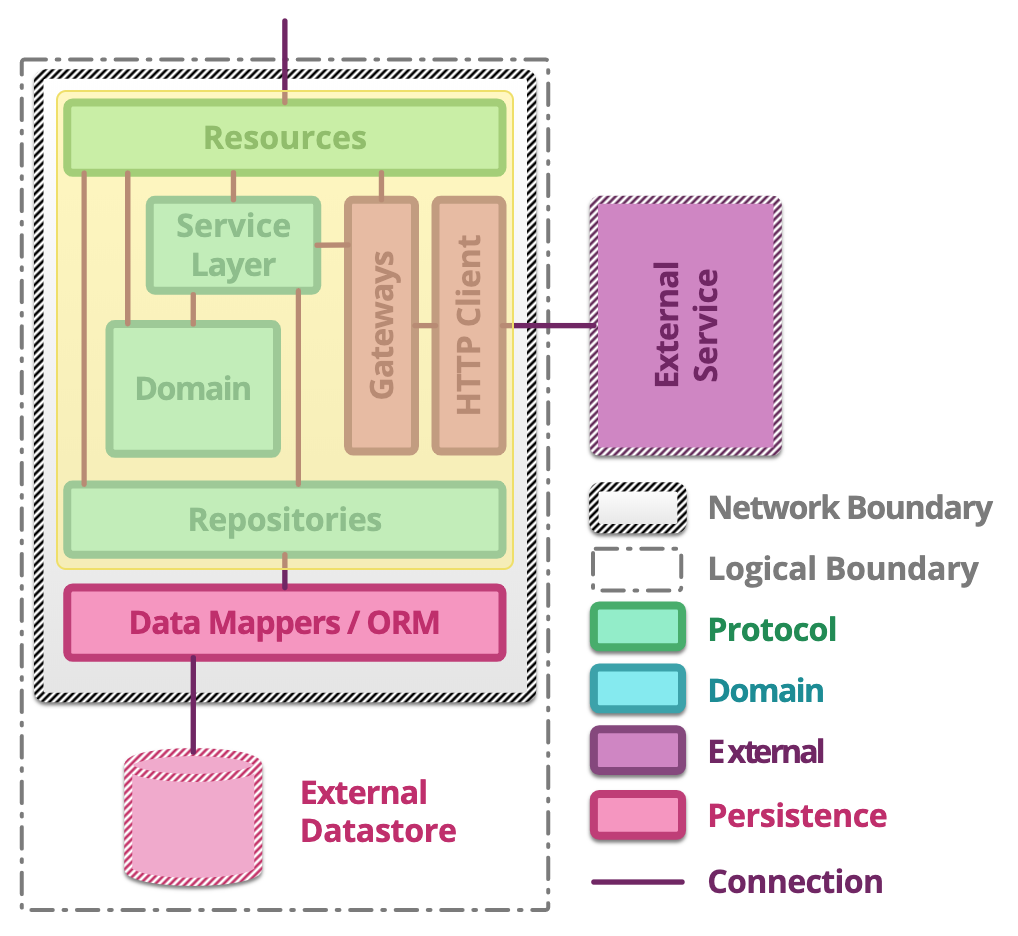 Resources
Service
Layer
Gateways
HTTP Client
Domain
Repositories
Data Mappers / ORM
External
Datastore
External
Service
Network Boundary
Logical Boundary
Protocol
Domain
External
Persistence
Connection